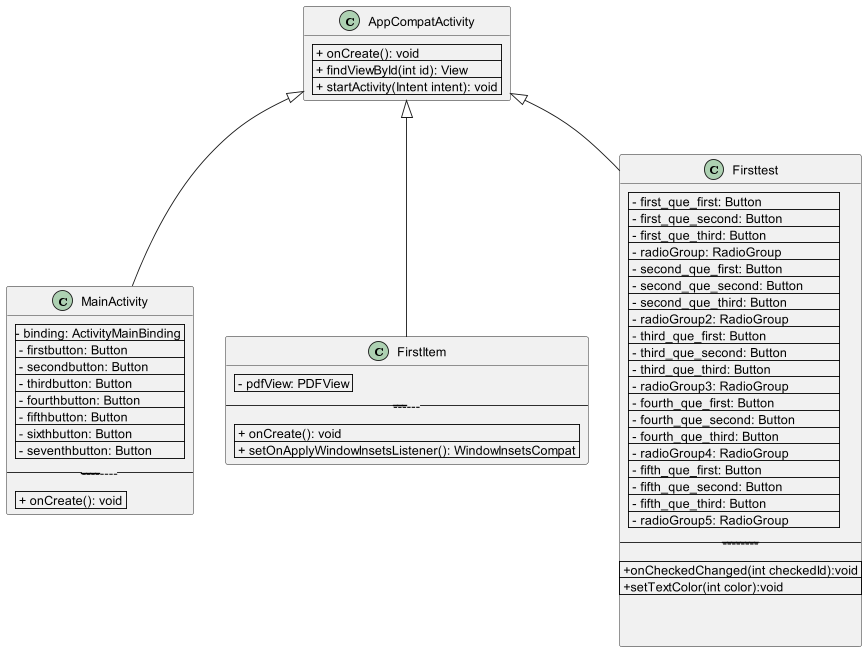 C AppCompatActivity
+ onCreate(): void
+ findViewById(int id): View
+ startActivity(Intent intent): void
C MainActivity
- binding: ActivityMainBinding
- firstbutton: Button
- secondbutton: Button
- thirdbutton: Button
- fourthbutton: Button
- fifthbutton: Button
- sixthbutton: Button
- seventhbutton: Button
+ onCreate(): void
C FirstItem
- pdfView: PDFView
+ onCreate(): void
+ setOnApplyWindowInsetsListener(): WindowInsetsCompat
C Firsttest
- first_que_first: Button
- first_que_second: Button
- first_que_third: Button
- radioGroup: RadioGroup
- second_que_first: Button
- second_que_second: Button
- second_que_third: Button
- radioGroup2: RadioGroup
- third_que_first: Button
- third_que_second: Button
- third_que_third: Button
- radioGroup3: RadioGroup
- fourth_que_first: Button
- fourth_que_second: Button
- fourth_que_third: Button
- radioGroup4: RadioGroup
- fifth_que_first: Button
- fifth_que_second: Button
- fifth_que_third: Button
- radioGroup5: RadioGroup
+onCheckedChanged(int checkedId):void
+setTextColor(int color):void